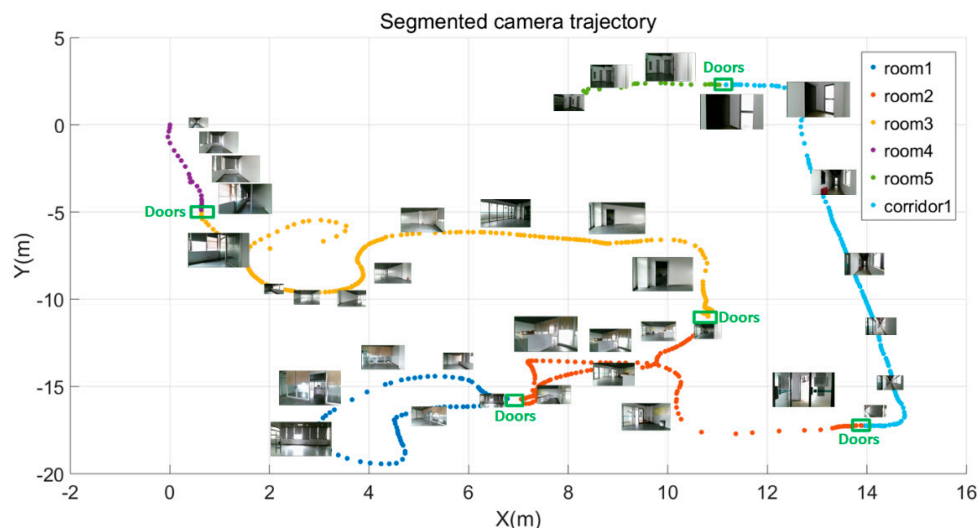 Segmented camera trajectory
5
0
-5
-10
-15
-20
Y(m)
-2 0 2 4 6 8 10 12 14 16
X(m)
Doors
Doors
Doors
Doors
Doors
room1
room2
room3
room4
room5
corridor1